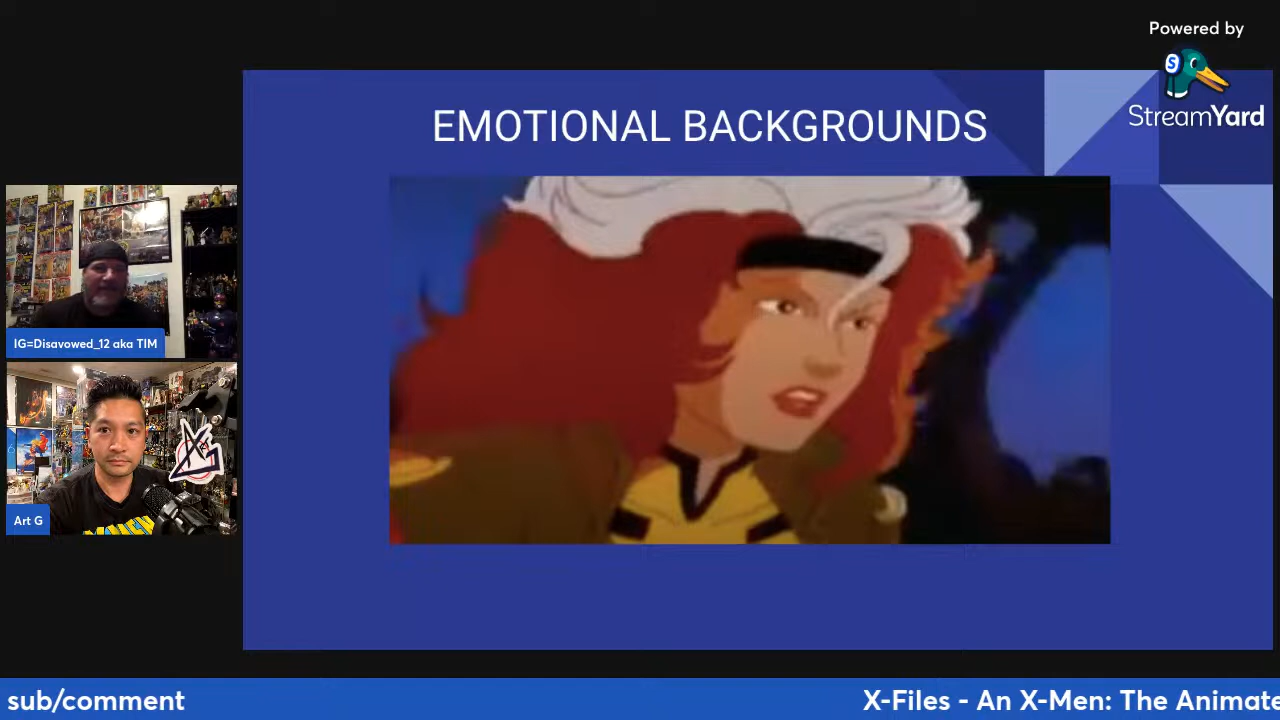 Powered by
S
StreamYard
EMOTIONAL BACKGROUNDS
IG=Disavowed_12 aka TIM
Art G
sub/comment
X-Files - An X-Men: The Animate